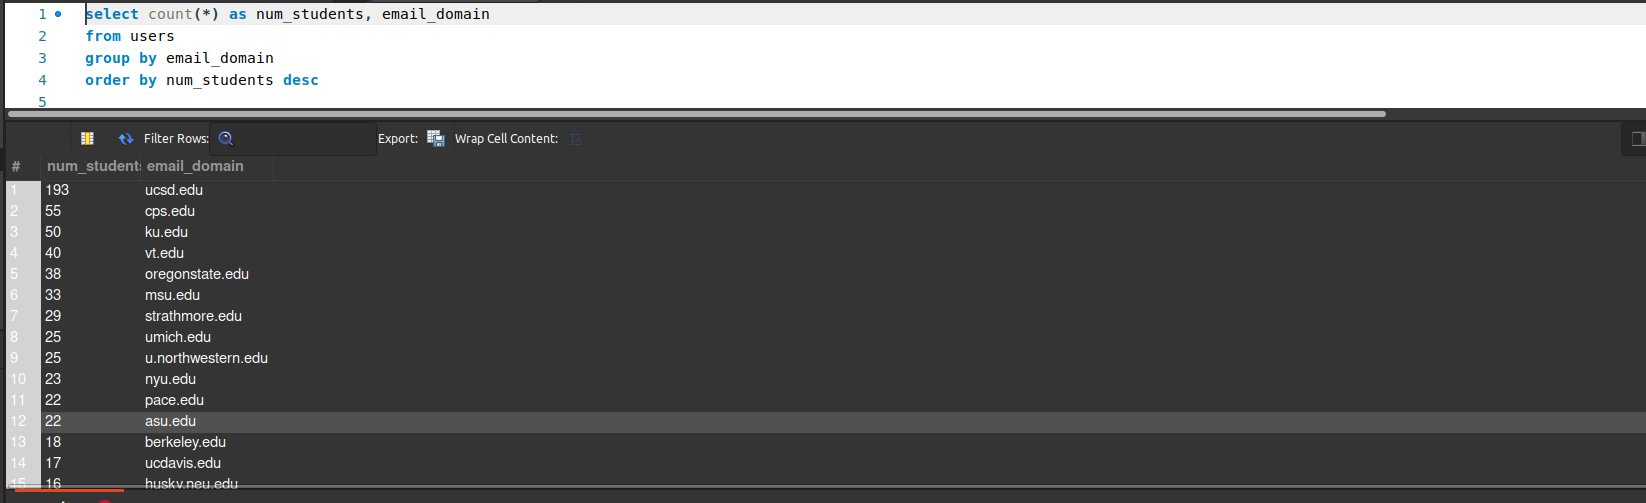 1 select count(*) as num_students, email_domain
2 from users
3 group by email_domain
4 order by num_students desc
5
Filter Rows: Export: Wrap Cell Content:
# num_student email_domain
1 193 ucsd.edu
2 55 cps.edu
3 50 ku.edu
4 40 vt.edu
5 38 oregonstate.edu
6 33 msu.edu
7 29 strathmore.edu
8 25 umich.edu
9 25 u.northwestern.edu
10 23 nyu.edu
11 22 pace.edu
12 22 asu.edu
13 18 berkeley.edu
14 17 ucdavis.edu
15 16 husky.neu.edu